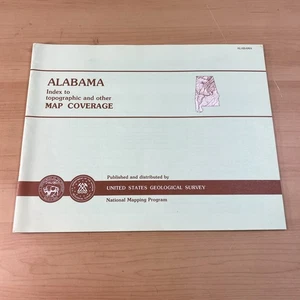 ALABAMA
Index to
topographic and other
MAP COVERAGE
Published and distributed by
UNITED STATES GEOLOGICAL SURVEY
National Mapping Program